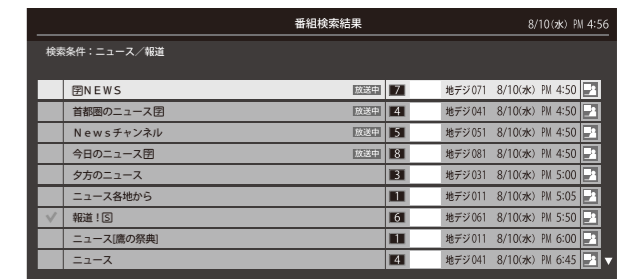 番組検索結果 8/10(水) PM 4:56
検索条件：ニュース／報道
🈑NEWS 放送中 7 地デジ071 8/10(水) PM 4:50
首都圏のニュース🈑 放送中 4 地デジ041 8/10(水) PM 4:50
Newsチャンネル 放送中 5 地デジ051 8/10(水) PM 4:50
今日のニュース🈑 放送中 8 地デジ081 8/10(水) PM 4:50
夕方のニュース 3 地デジ031 8/10(水) PM 5:00
ニュース各地から 1 地デジ011 8/10(水) PM 5:05
✓ 報道！🅂 6 地デジ061 8/10(水) PM 5:50
ニュース[鷹の祭典] 1 地デジ011 8/10(水) PM 6:00
ニュース 4 地デジ041 8/10(水) PM 6:45 ▼